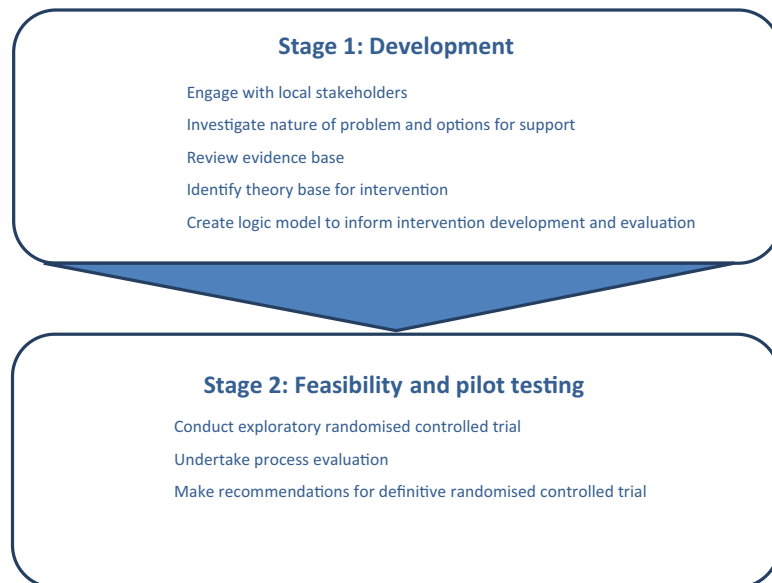 Stage 1: Development
Engage with local stakeholders
Investigate nature of problem and options for support
Review evidence base
Identify theory base for intervention
Create logic model to inform intervention development and evaluation
Stage 2: Feasibility and pilot testing
Conduct exploratory randomised controlled trial
Undertake process evaluation
Make recommendations for definitive randomised controlled trial